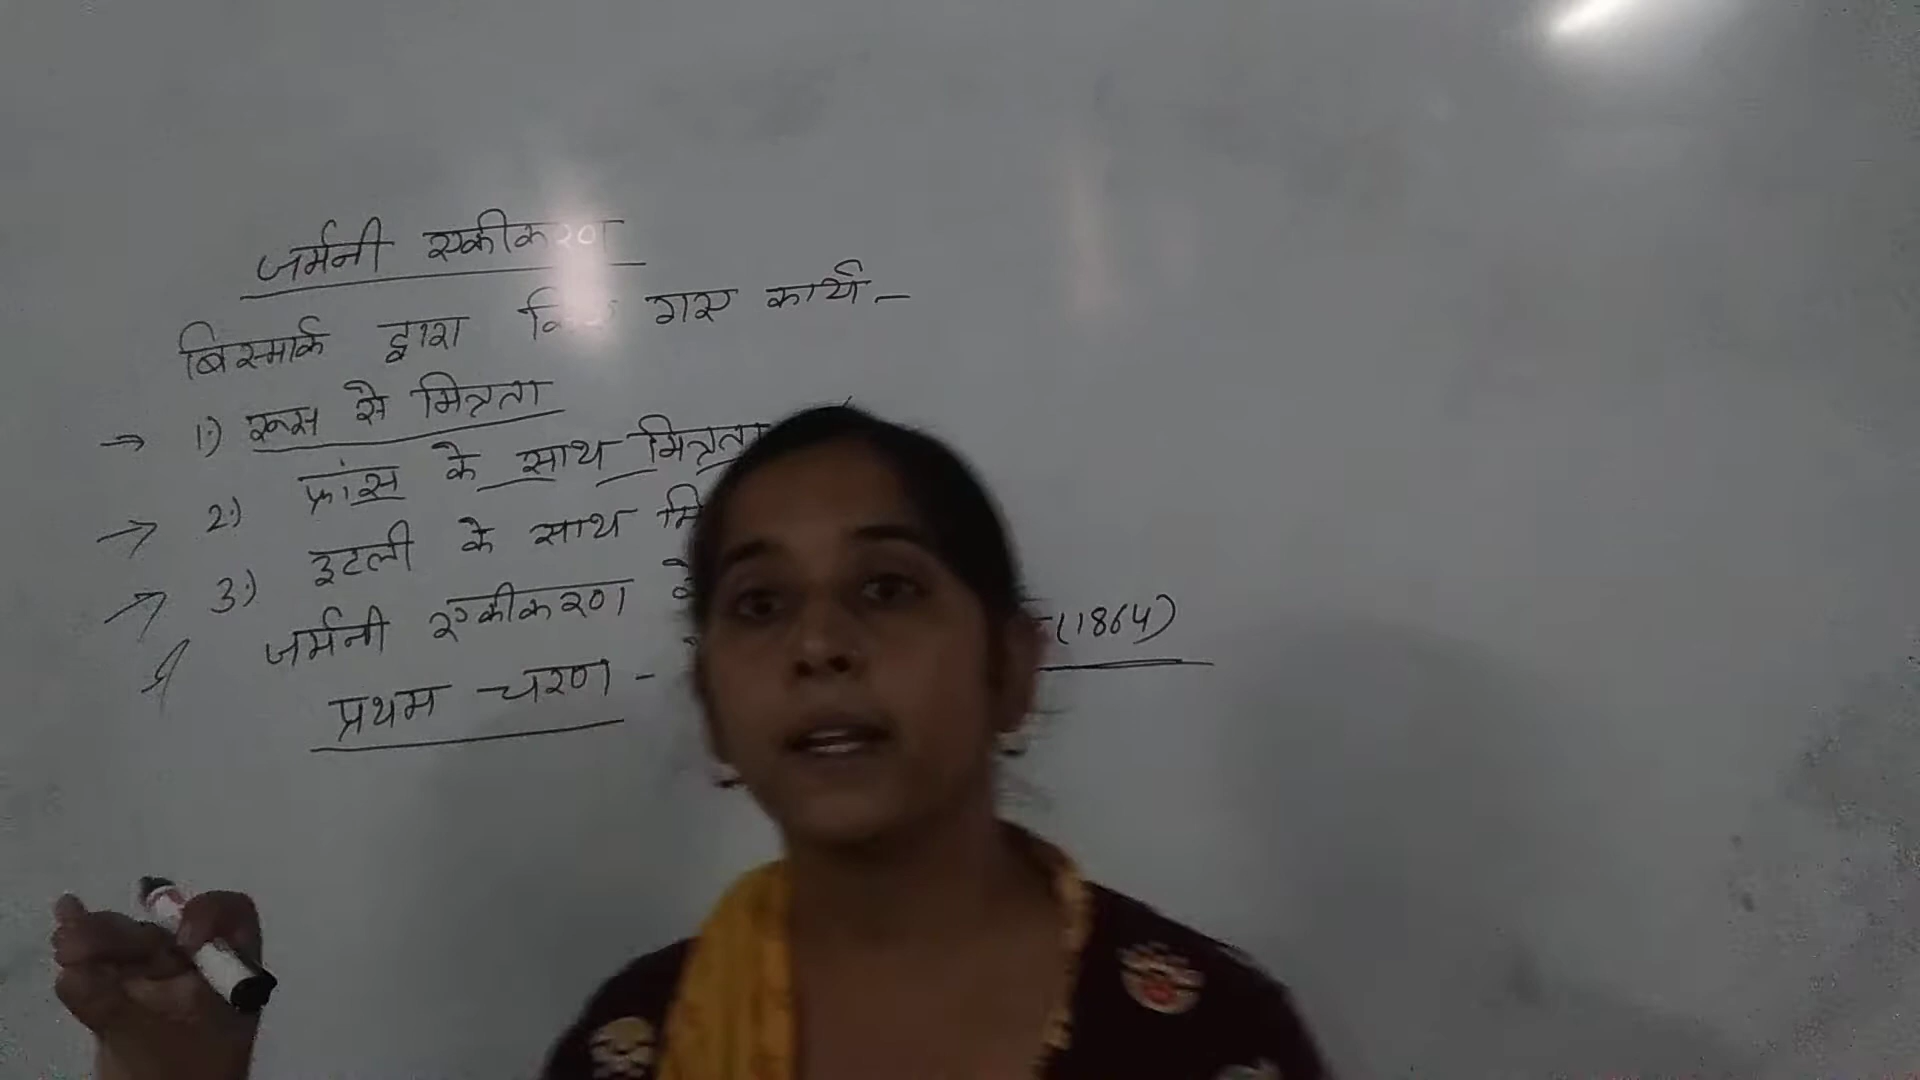 जर्मनी एकीकरण
बिस्मार्क द्वारा गए कार्य -
→ 1) रूस से मित्रता
→ 2) फ्रांस के साथ मित्रता
→ 3) इटली के साथ
जर्मनी एकीकरण
प्रथम चरण - (1864)